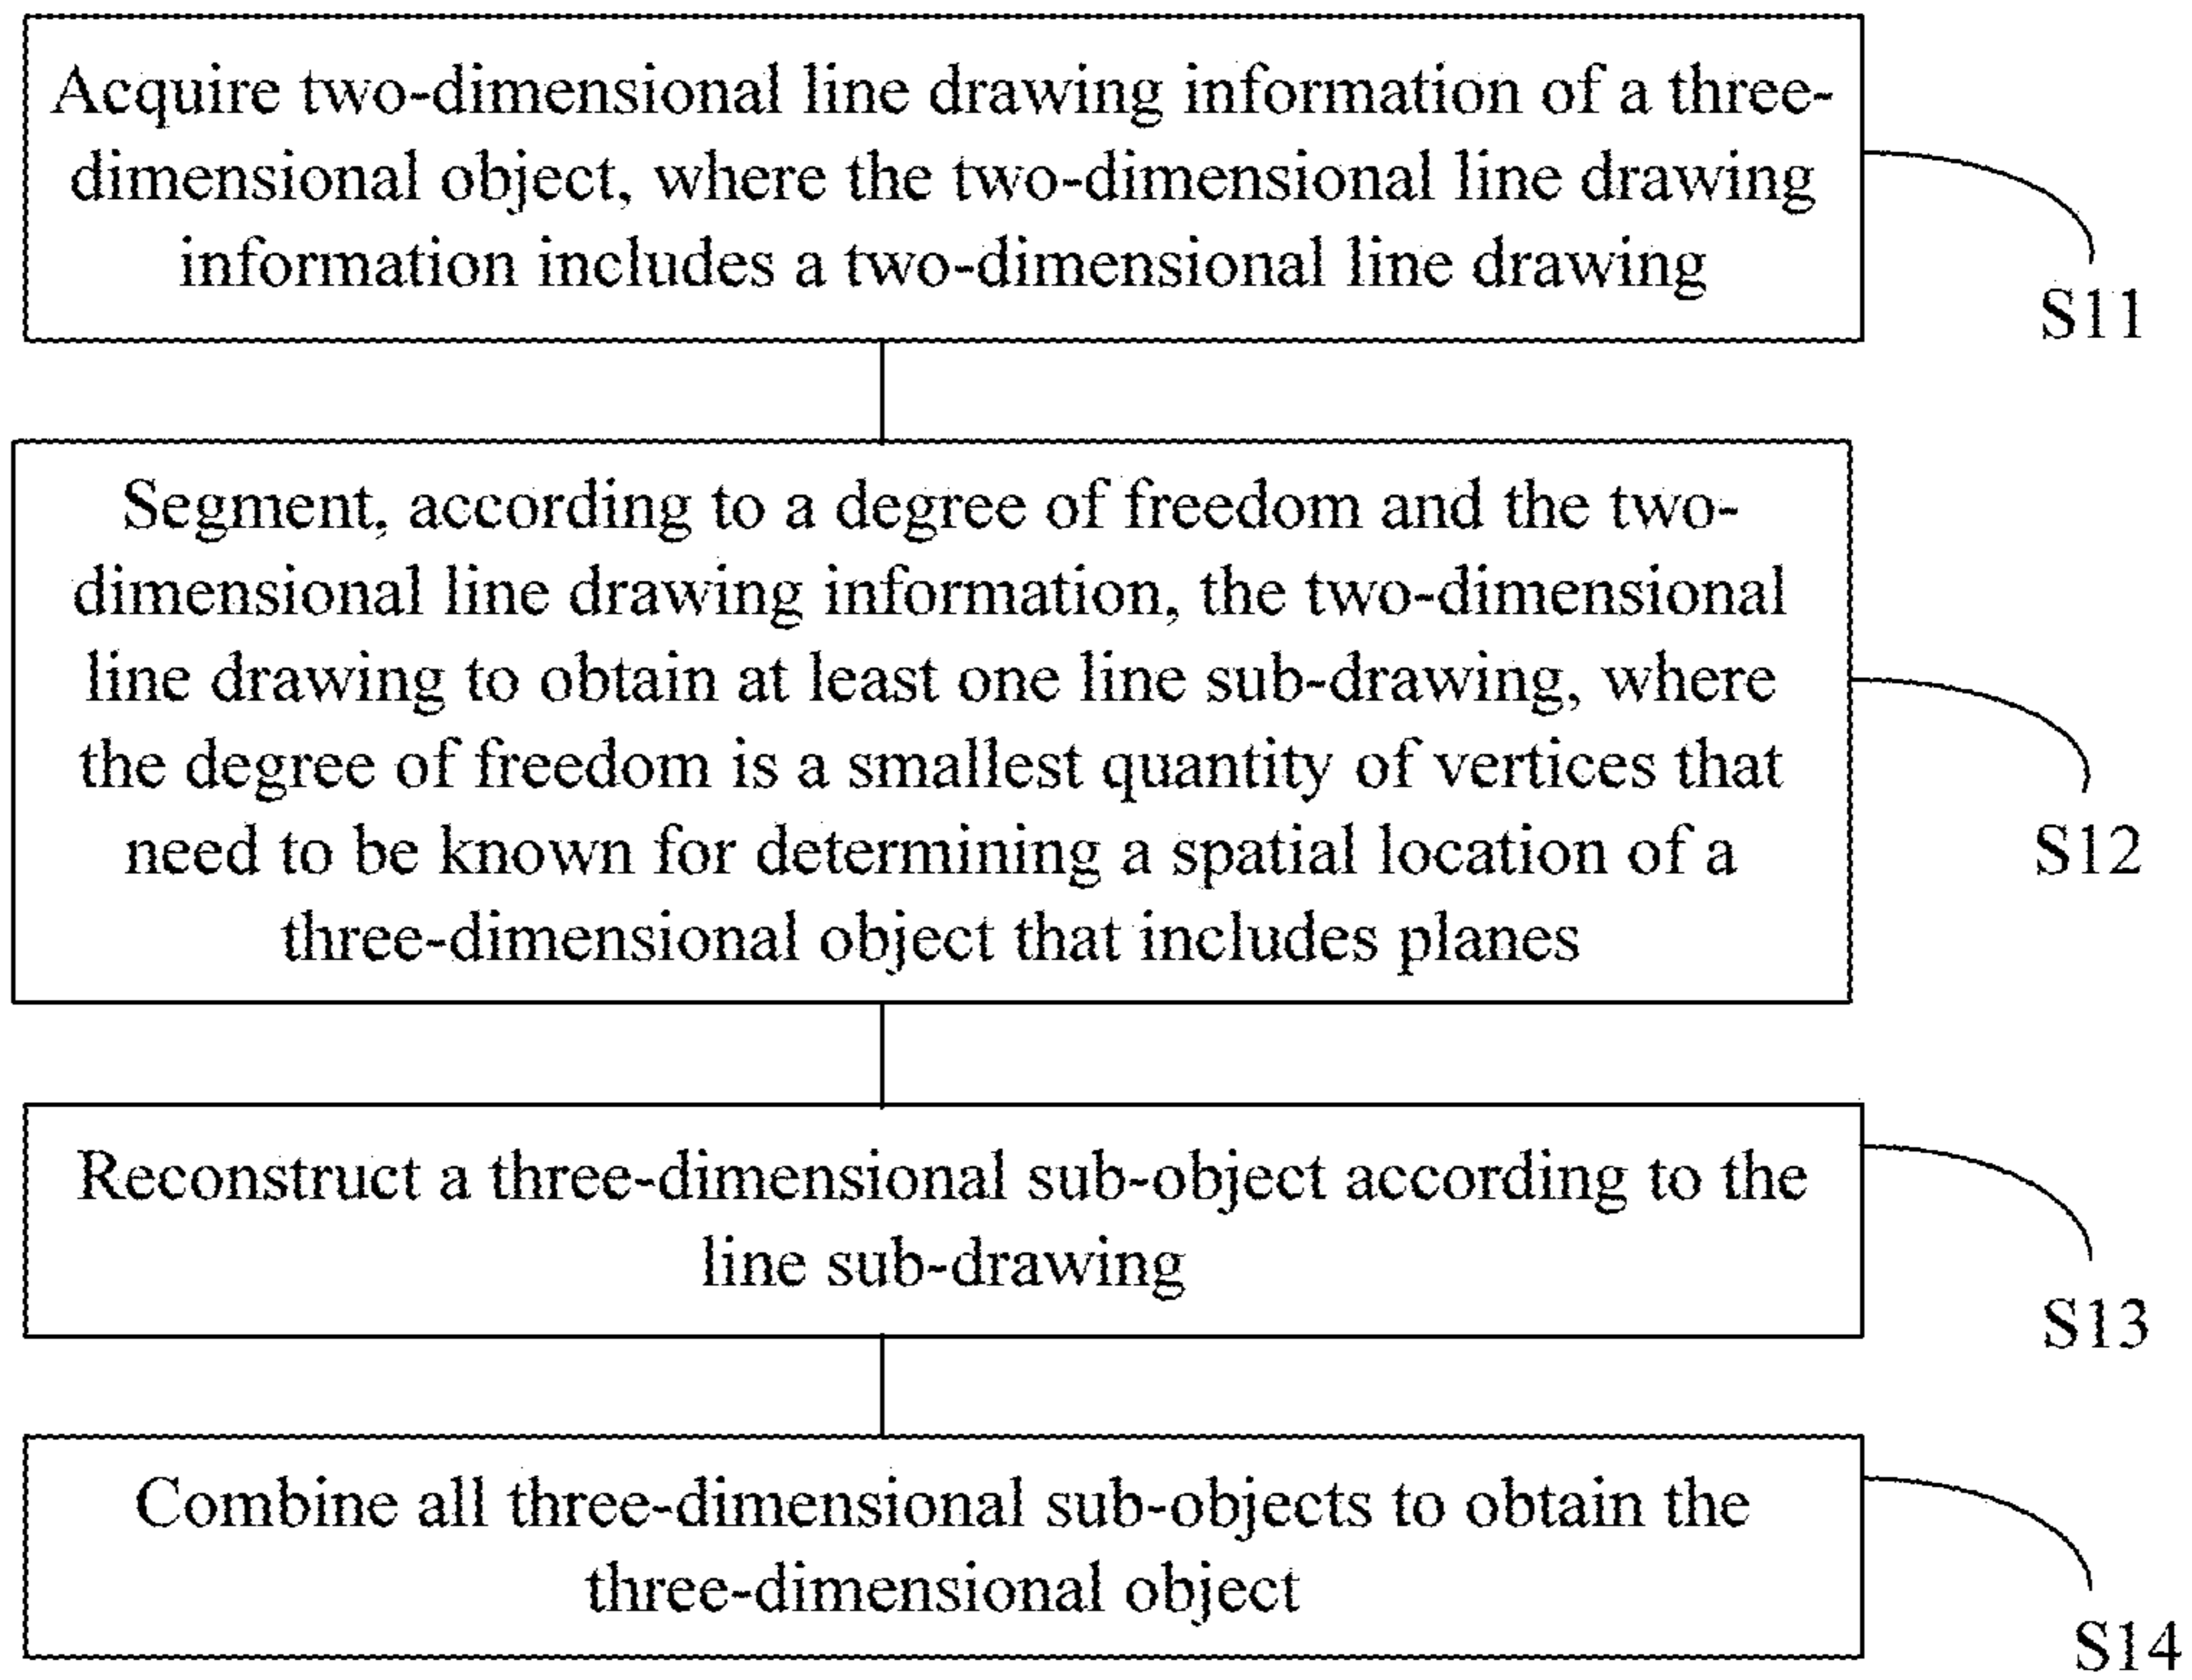 Acquire two-dimensional line drawing information of a three-
dimensional object, where the two-dimensional line drawing
information includes a two-dimensional line drawing
S11
Segment, according to a degree of freedom and the two-
dimensional line drawing information, the two-dimensional
line drawing to obtain at least one line sub-drawing, where
the degree of freedom is a smallest quantity of vertices that
need to be known for determining a spatial location of a
three-dimensional object that includes planes
S12
Reconstruct a three-dimensional sub-object according to the
line sub-drawing
S13
Combine all three-dimensional sub-objects to obtain the
three-dimensional object
S14